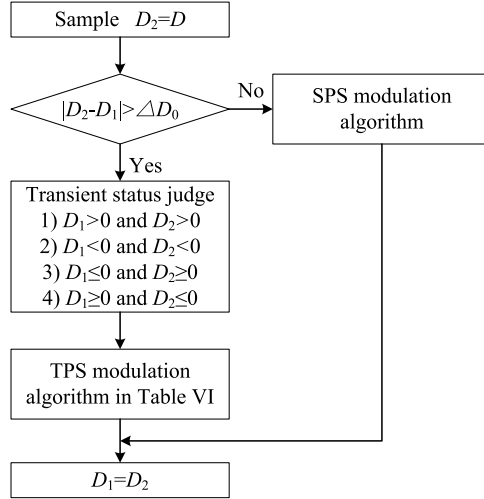 Sample D₂=D
|D₂-D₁|>△D₀
No
SPS modulation
algorithm
Yes
Transient status judge
1) D₁>0 and D₂>0
2) D₁<0 and D₂<0
3) D₁≤0 and D₂≥0
4) D₁≥0 and D₂≤0
TPS modulation
algorithm in Table VI
D₁=D₂